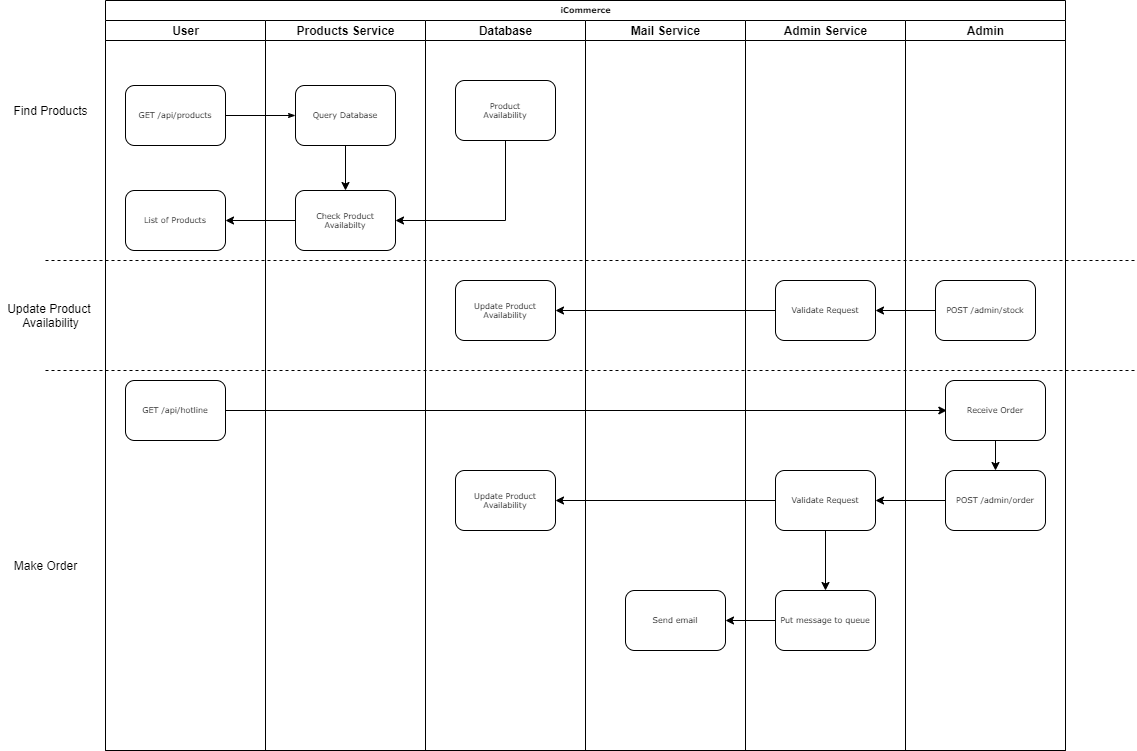 iCommerce
User
Products Service
Database
Mail Service
Admin Service
Admin
Find Products
GET /api/products
Query Database
Product
Availability
List of Products
Check Product
Availabilty
Update Product
Availability
Update Product
Availability
Validate Request
POST /admin/stock
GET /api/hotline
Receive Order
Update Product
Availability
Validate Request
POST /admin/order
Make Order
Send email
Put message to queue